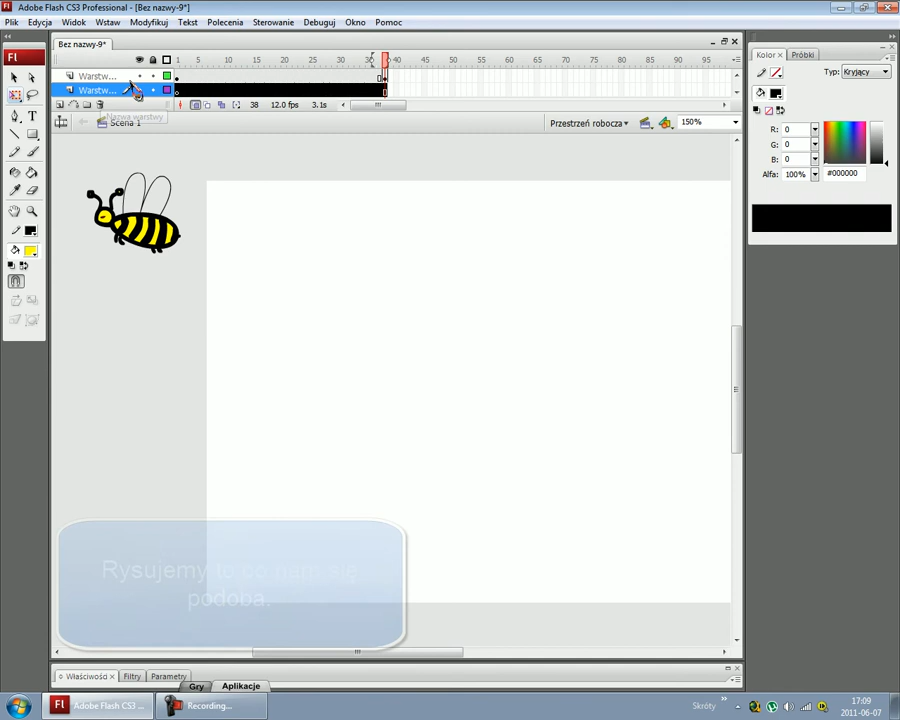 Adobe Flash CS3 Professional - [Bez nazwy-9*]
Plik Edycja Widok Wstaw Modyfikuj Tekst Polecenia Sterowanie Debuguj Okno Pomoc
Fl
Bez nazwy-9*
1 5 10 15 20 25 30 40 45 50 55 60 65 70 75 80 85 90 95
Warstw...
Warstw...
38 12.0 fps 3.1s
Nazwa warstwy
Scena 1
Przestrzeń robocza
150%
Kolor Próbki
Typ: Kryjący
R: 0
G: 0
B: 0
Alfa: 100%
#000000
Rysujemy to co nam się
podoba.
Właściwości Filtry Parametry
Gry Aplikacje
Fl Adobe Flash CS3 ... Recording... Skróty
17:09
2011-06-07